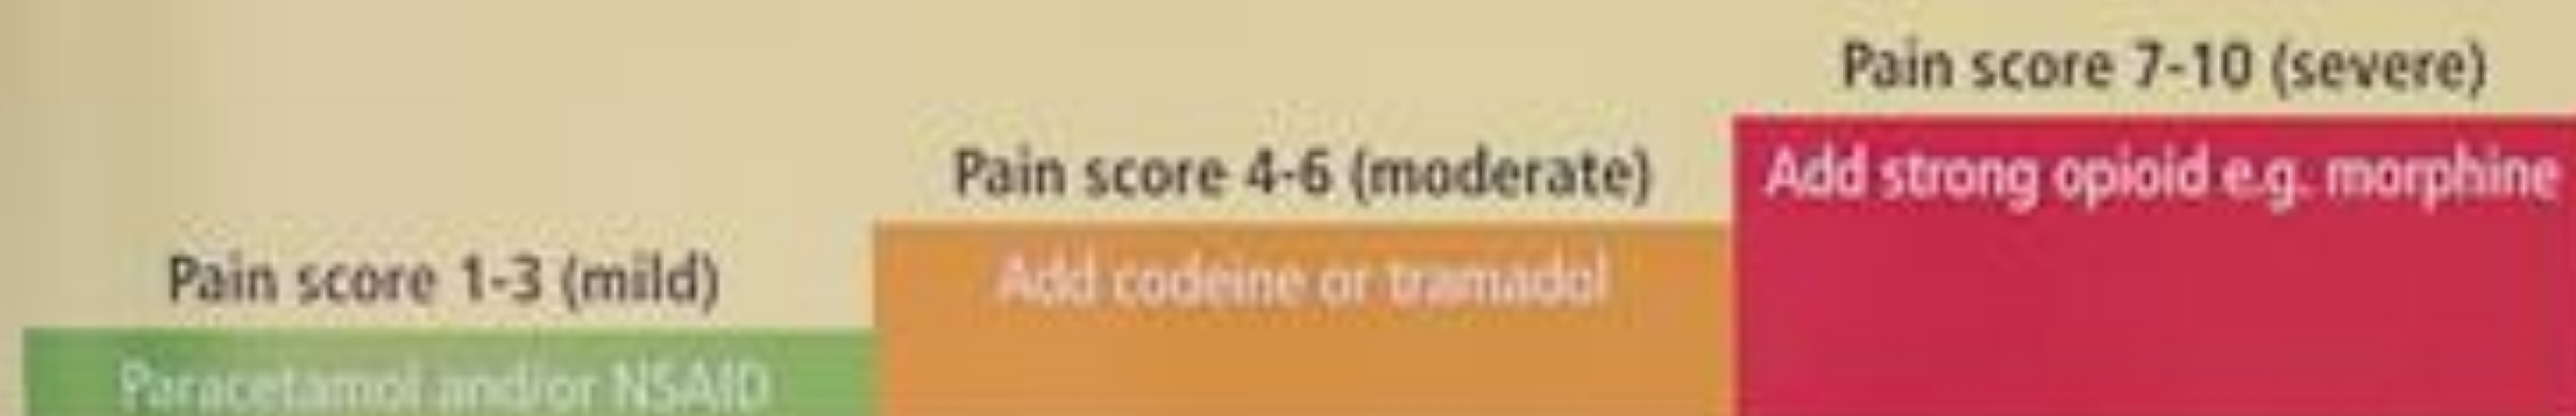 Pain score 1-3 (mild)
Paracetamol and/or NSAID
Pain score 4-6 (moderate)
Add codeine or tramadol
Pain score 7-10 (severe)
Add strong opioid e.g. morphine